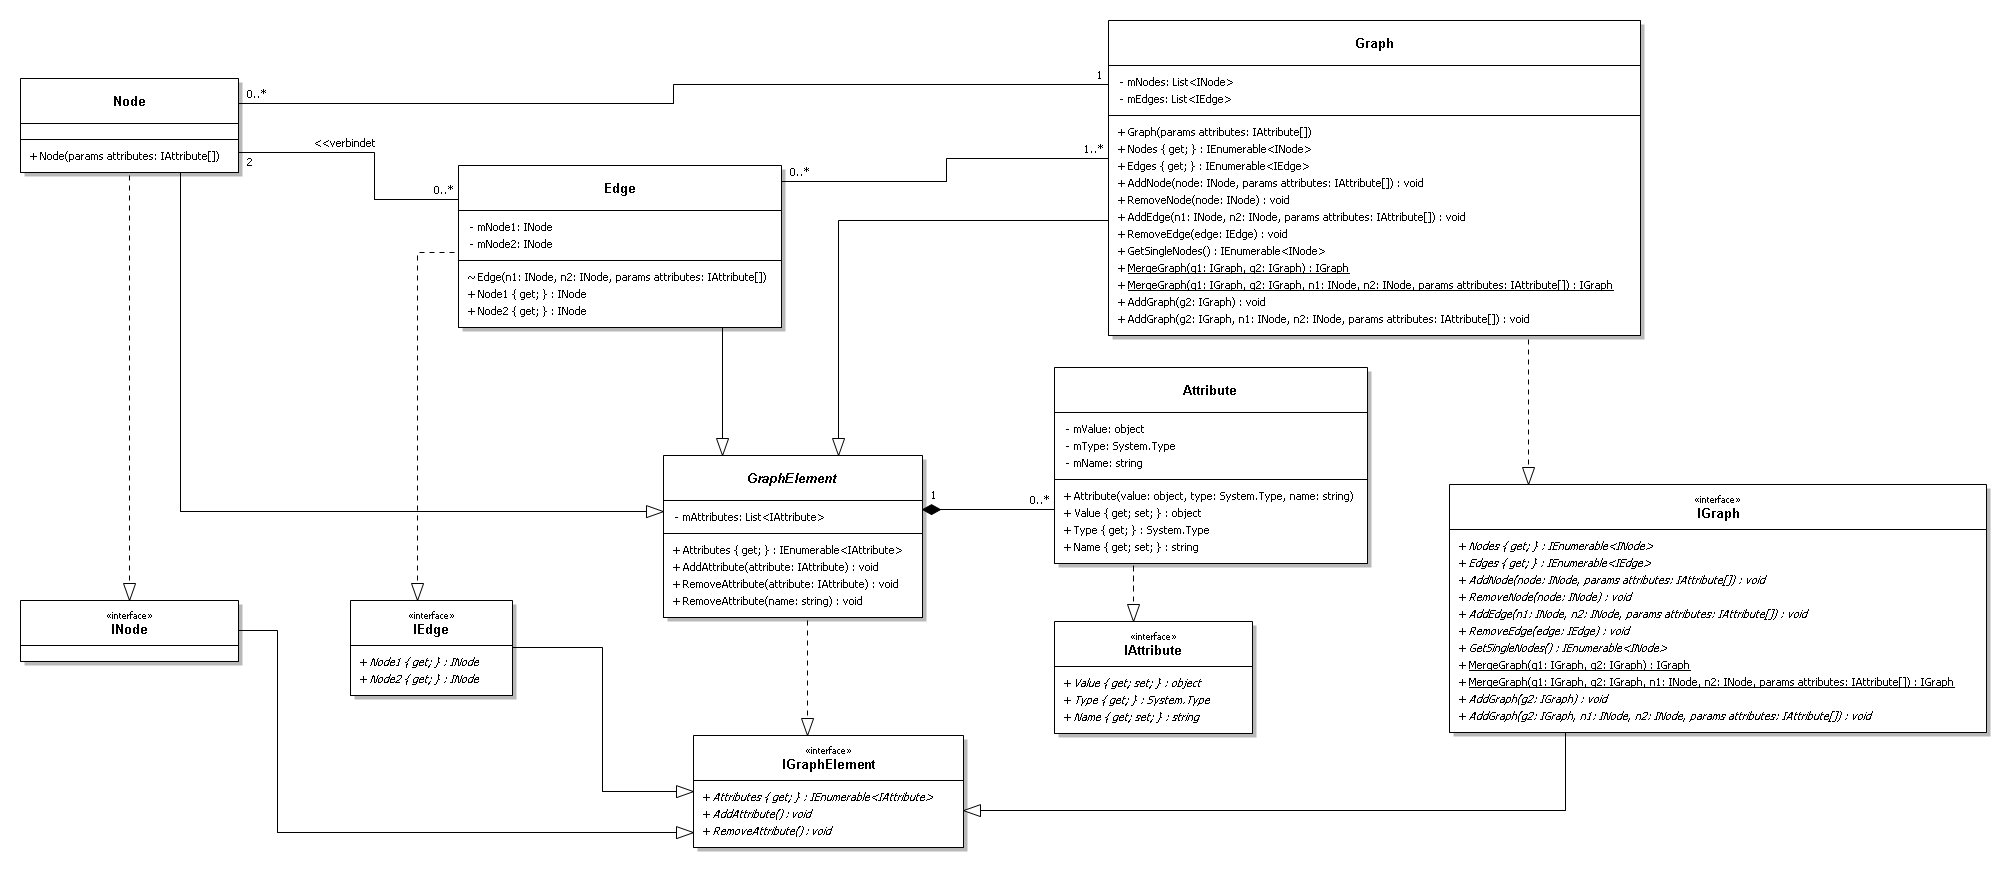 Graph
- mNodes: List<INode>
- mEdges: List<IEdge>
+ Graph(params attributes: IAttribute[])
+ Nodes { get; } : IEnumerable<INode>
+ Edges { get; } : IEnumerable<IEdge>
+ AddNode(node: INode, params attributes: IAttribute[]) : void
+ RemoveNode(node: INode) : void
+ AddEdge(n1: INode, n2: INode, params attributes: IAttribute[]) : void
+ RemoveEdge(edge: IEdge) : void
+ GetSingleNodes() : IEnumerable<INode>
+ MergeGraph(g1: IGraph, g2: IGraph) : IGraph
+ MergeGraph(g1: IGraph, g2: IGraph, n1: INode, n2: INode, params attributes: IAttribute[]) : IGraph
+ AddGraph(g2: IGraph) : void
+ AddGraph(g2: IGraph, n1: INode, n2: INode, params attributes: IAttribute[]) : void
Node
+ Node(params attributes: IAttribute[])
0..*
1
<<verbindet
2
0..*
0..*
1..*
Edge
- mNode1: INode
- mNode2: INode
~ Edge(n1: INode, n2: INode, params attributes: IAttribute[])
+ Node1 { get; } : INode
+ Node2 { get; } : INode
Attribute
- mValue: object
- mType: System.Type
- mName: string
+ Attribute(value: object, type: System.Type, name: string)
+ Value { get; set; } : object
+ Type { get; } : System.Type
+ Name { get; set; } : string
GraphElement
- mAttributes: List<IAttribute>
+ Attributes { get; } : IEnumerable<IAttribute>
+ AddAttribute(attribute: IAttribute) : void
+ RemoveAttribute(attribute: IAttribute) : void
+ RemoveAttribute(name: string) : void
1
0..*
«interface»
IGraph
+ Nodes { get; } : IEnumerable<INode>
+ Edges { get; } : IEnumerable<IEdge>
+ AddNode(node: INode, params attributes: IAttribute[]) : void
+ RemoveNode(node: INode) : void
+ AddEdge(n1: INode, n2: INode, params attributes: IAttribute[]) : void
+ RemoveEdge(edge: IEdge) : void
+ GetSingleNodes() : IEnumerable<INode>
+ MergeGraph(g1: IGraph, g2: IGraph) : IGraph
+ MergeGraph(g1: IGraph, g2: IGraph, n1: INode, n2: INode, params attributes: IAttribute[]) : IGraph
+ AddGraph(g2: IGraph) : void
+ AddGraph(g2: IGraph, n1: INode, n2: INode, params attributes: IAttribute[]) : void
«interface»
INode
«interface»
IEdge
+ Node1 { get; } : INode
+ Node2 { get; } : INode
«interface»
IAttribute
+ Value { get; set; } : object
+ Type { get; } : System.Type
+ Name { get; set; } : string
«interface»
IGraphElement
+ Attributes { get; } : IEnumerable<IAttribute>
+ AddAttribute() : void
+ RemoveAttribute() : void